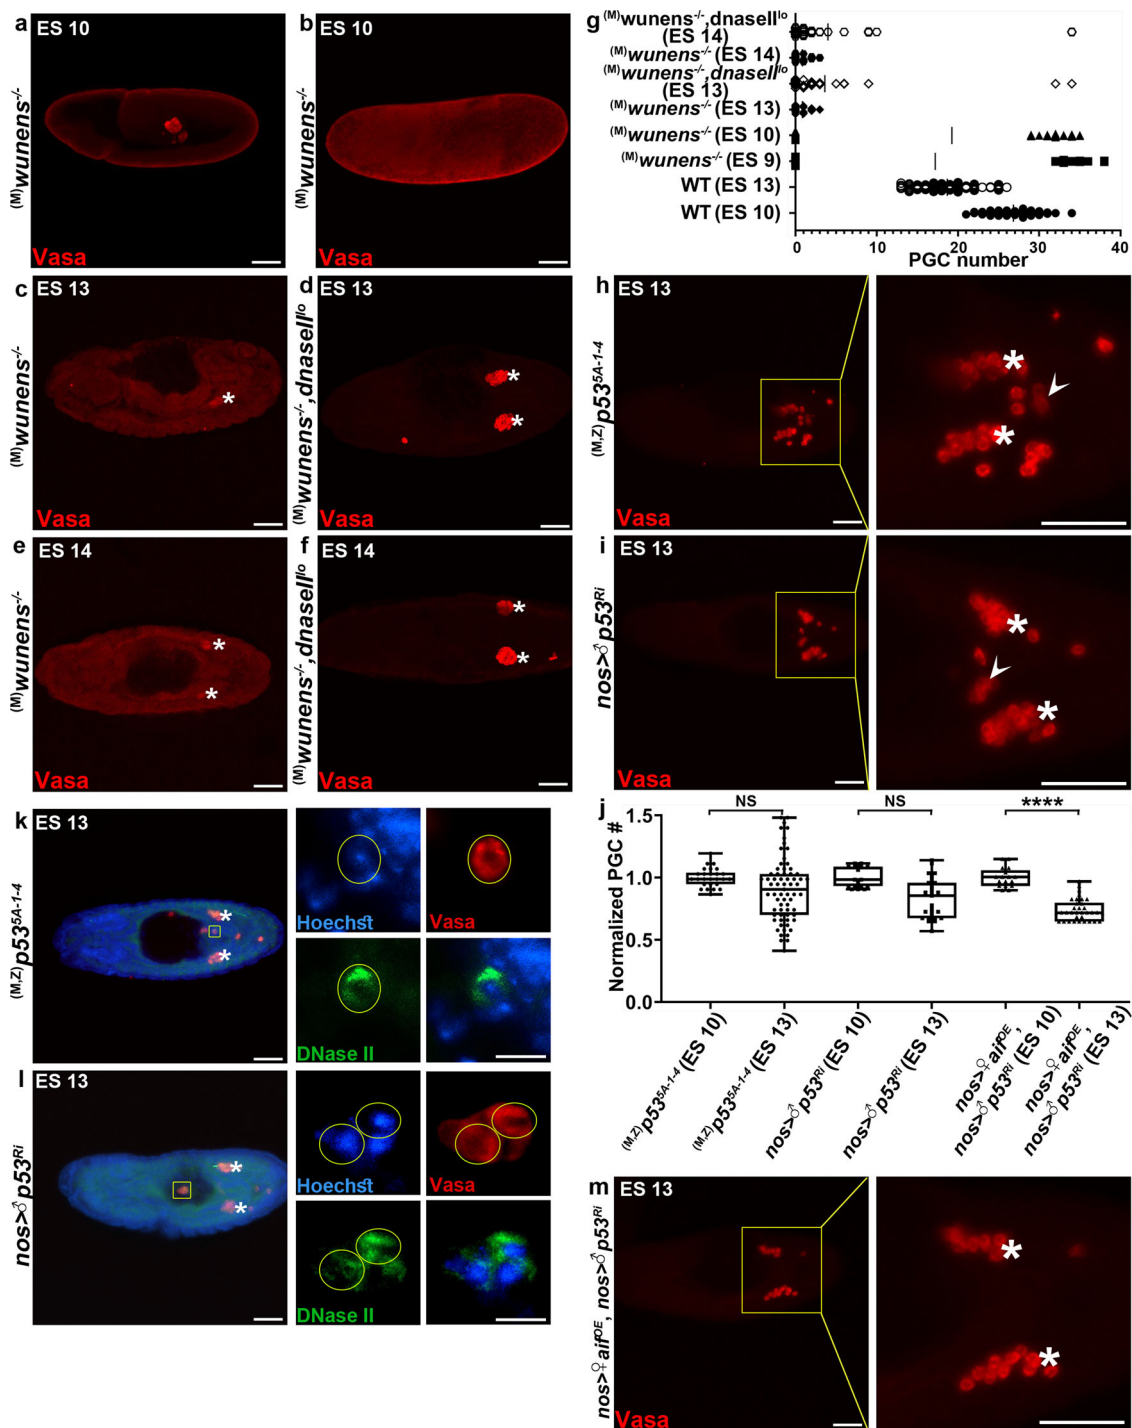 a
ES 10
(M)wunens-/-
Vasa
b
(M)wunens-/-
g
(M)wunens-/-,dnaseIIlo
(ES 14)
(M)wunens-/- (ES 14)
(M)wunens-/-,dnaseIIlo
(ES 13)
(M)wunens-/- (ES 13)
(M)wunens-/- (ES 10)
(M)wunens-/- (ES 9)
WT (ES 13)
WT (ES 10)
0 10 20 30 40
PGC number
c
ES 13
(M)wunens-/-
Vasa
*
d
ES 13
(M)wunens-/-,dnaseIIlo
Vasa
*
*
e
ES 14
(M)wunens-/-
Vasa
*
*
f
ES 14
(M)wunens-/-,dnaseIIlo
Vasa
*
*
h
ES 13
(M,Z)p535A-1-4
Vasa
*
*
i
ES 13
nos>♂p53Ri
Vasa
*
*
j
NS
NS
****
Normalized PGC #
1.5
1.0
0.5
0.0
(M,Z)p535A-1-4 (ES 10)
(M,Z)p535A-1-4 (ES 13)
nos>♂p53Ri (ES 10)
nos>♂p53Ri (ES 13)
nos>♀aifOE,
nos>♂p53Ri (ES 10)
nos>♀aifOE,
nos>♂p53Ri (ES 13)
k
ES 13
(M,Z)p535A-1-4
*
*
Hoechst
Vasa
DNase II
l
ES 13
nos>♂p53Ri
*
*
Hoechst
Vasa
DNase II
m
ES 13
nos>♀aifOE, nos>♂p53Ri
Vasa
*
*